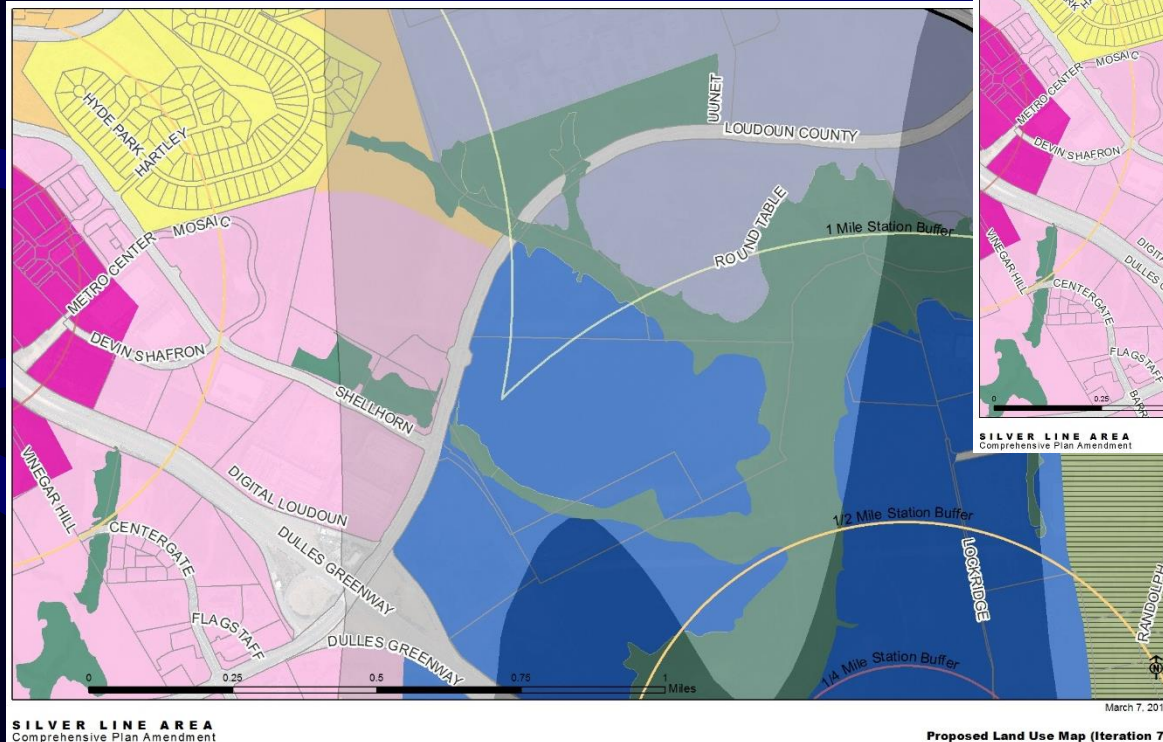 HYDE PARK
HARTLEY
UUNET
LOUDOUN COUNTY
MOSAIC
ROUND TABLE
1 Mile Station Buffer
METRO CENTER
DEVIN SHAFRON
SHELLHORN
VINEGAR HILL
DIGITAL LOUDOUN
1/2 Mile Station Buffer
CENTERGATE
DULLES GREENWAY
LOCKRIDGE
RANDOLPH
FLAGSTAFF
DULLES GREENWAY
1/4 Mile Station Buffer
0 0.25 0.5 0.75 1
Miles
N
March 7, 201
SILVER LINE AREA
Comprehensive Plan Amendment
Proposed Land Use Map (Iteration 7
MOSAIC
METRO CENTER
DEVIN SHAFRON
VINEGAR HILL
CENTERGATE
FLAGSTAFF
0 0.25
SILVER LINE AREA
Comprehensive Plan Amendment